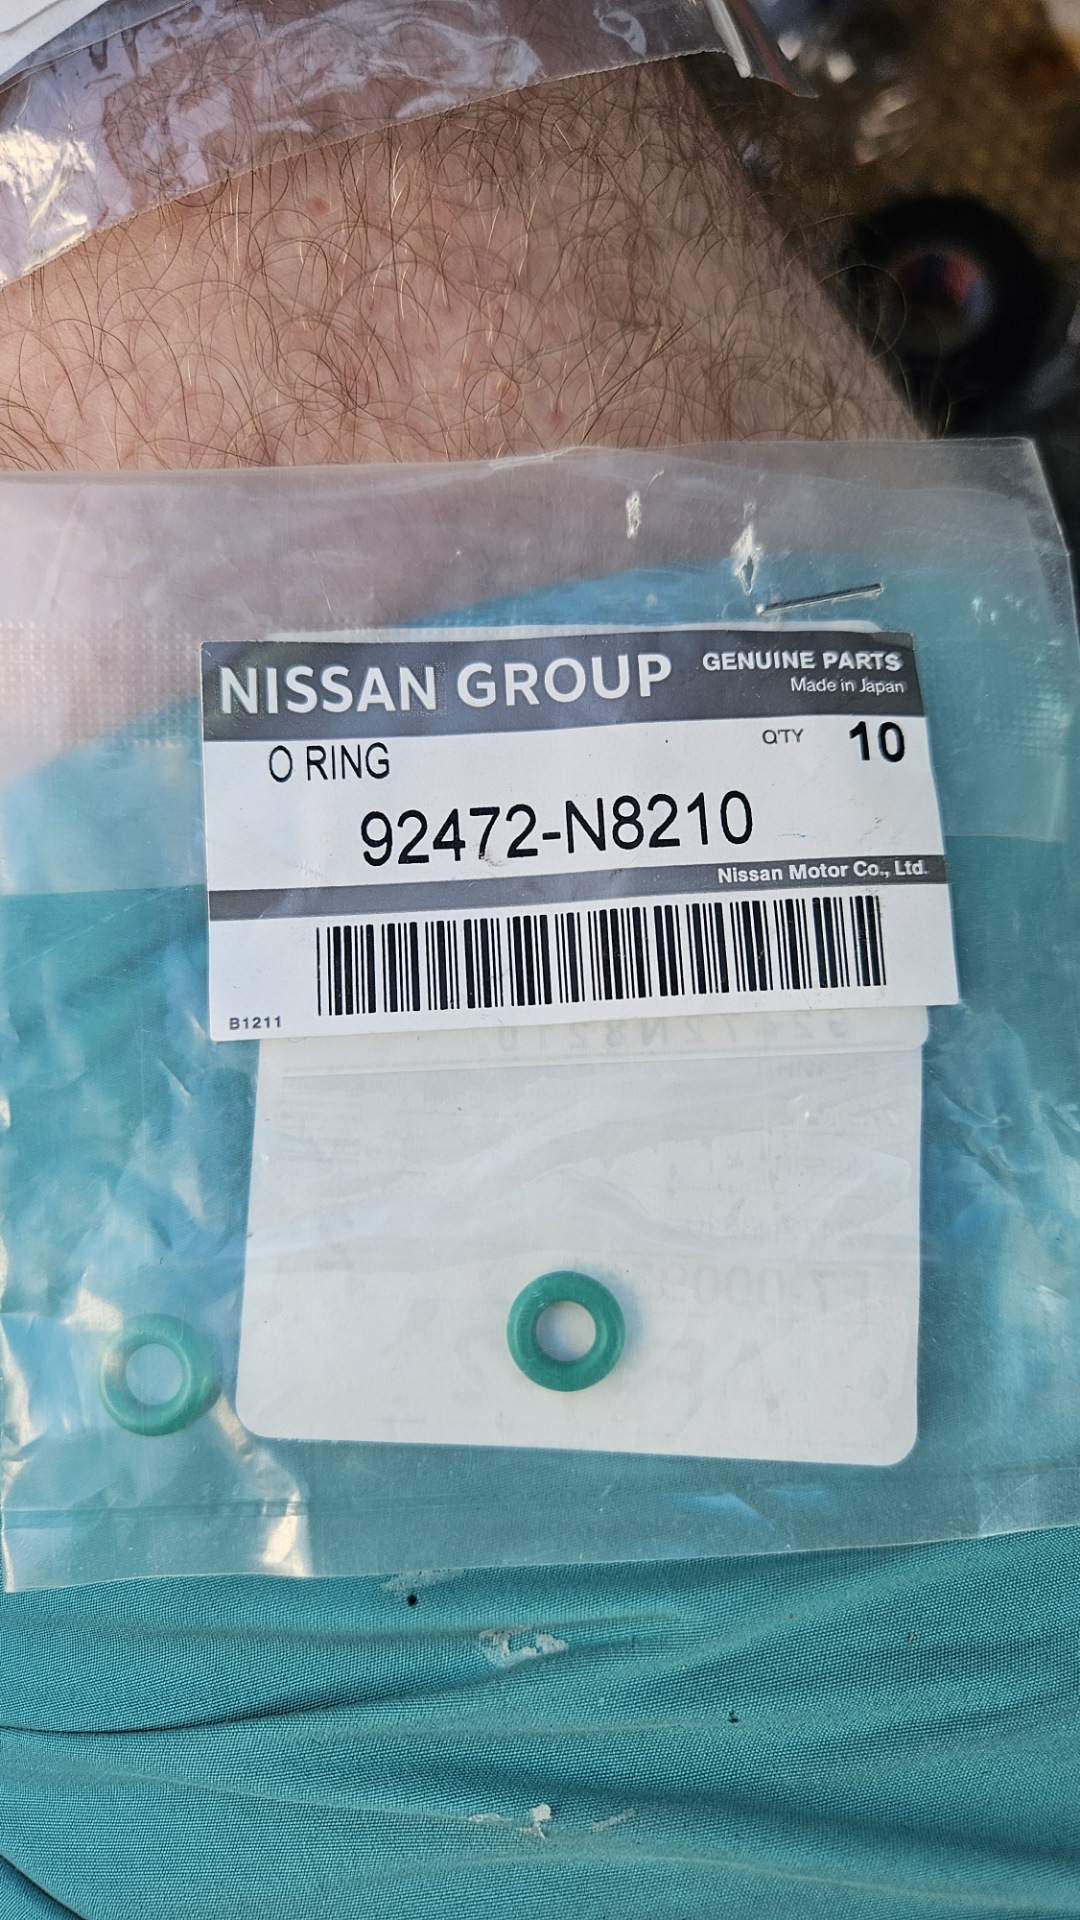 NISSAN GROUP GENUINE PARTS
Made in Japan
O RING Q'TY 10
92472-N8210
Nissan Motor Co., Ltd.
B1211